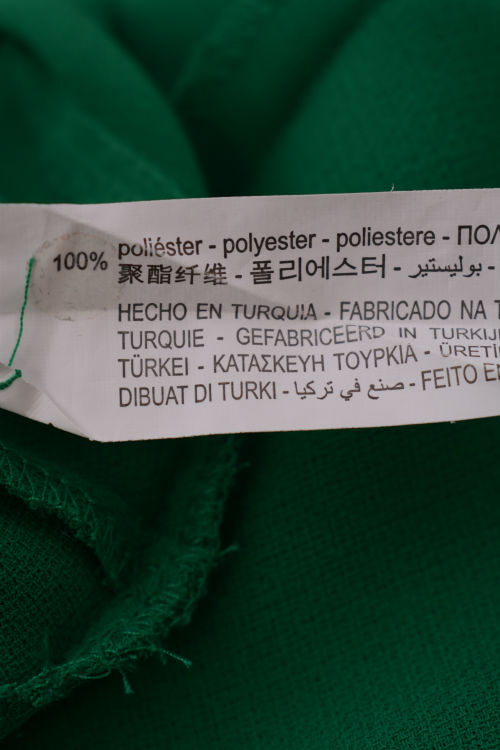 100% poliéster - polyester - poliestere - ПОЛ
聚酯纤维 - 폴리에스터 - بوليستير -
HECHO EN TURQUIA - FABRICADO NA T
TURQUIE - GEFABRICEERD IN TURKIJE
TÜRKEI - ΚΑΤΑΣΚΕΥΗ ΤΟΥΡΚΙΑ - ÜRETİ
DIBUAT DI TURKI - صنع في تركيا - FEITO E